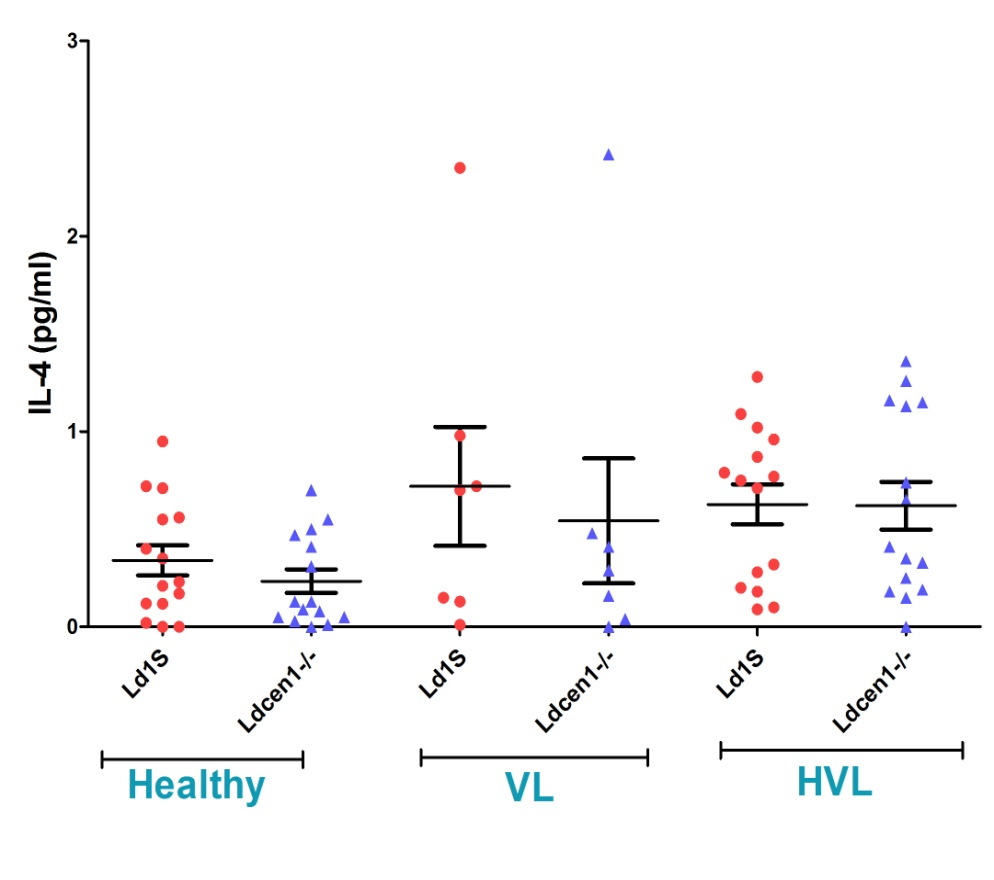 3
2
1
0
IL-4 (pg/ml)
Ld1S
Ldcen1-/-
Ld1S
Ldcen1-/-
Ld1S
Ldcen1-/-
Healthy
VL
HVL